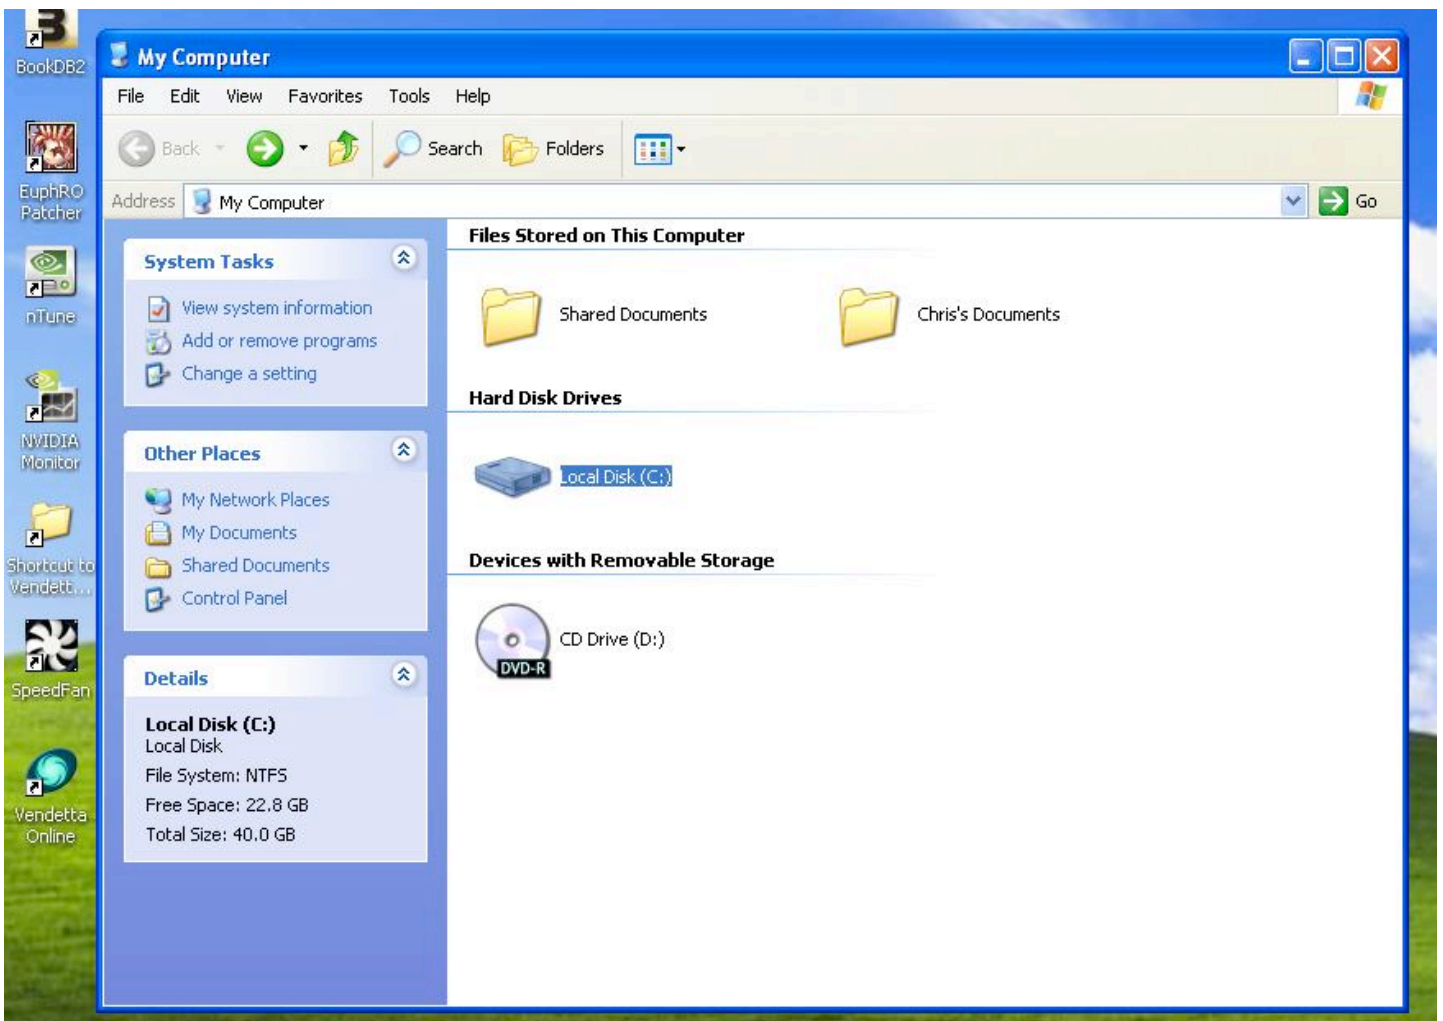 BookDB2
EuphRO
Patcher
nTune
NVIDIA
Monitor
Shortcut to
Vendett...
SpeedFan
Vendetta
Online
My Computer
File Edit View Favorites Tools Help
Back Search Folders
Address My Computer Go
System Tasks
View system information
Add or remove programs
Change a setting
Other Places
My Network Places
My Documents
Shared Documents
Control Panel
Details
Local Disk (C:)
Local Disk
File System: NTFS
Free Space: 22.8 GB
Total Size: 40.0 GB
Files Stored on This Computer
Shared Documents Chris's Documents
Hard Disk Drives
Local Disk (C:)
Devices with Removable Storage
DVD-R
CD Drive (D:)